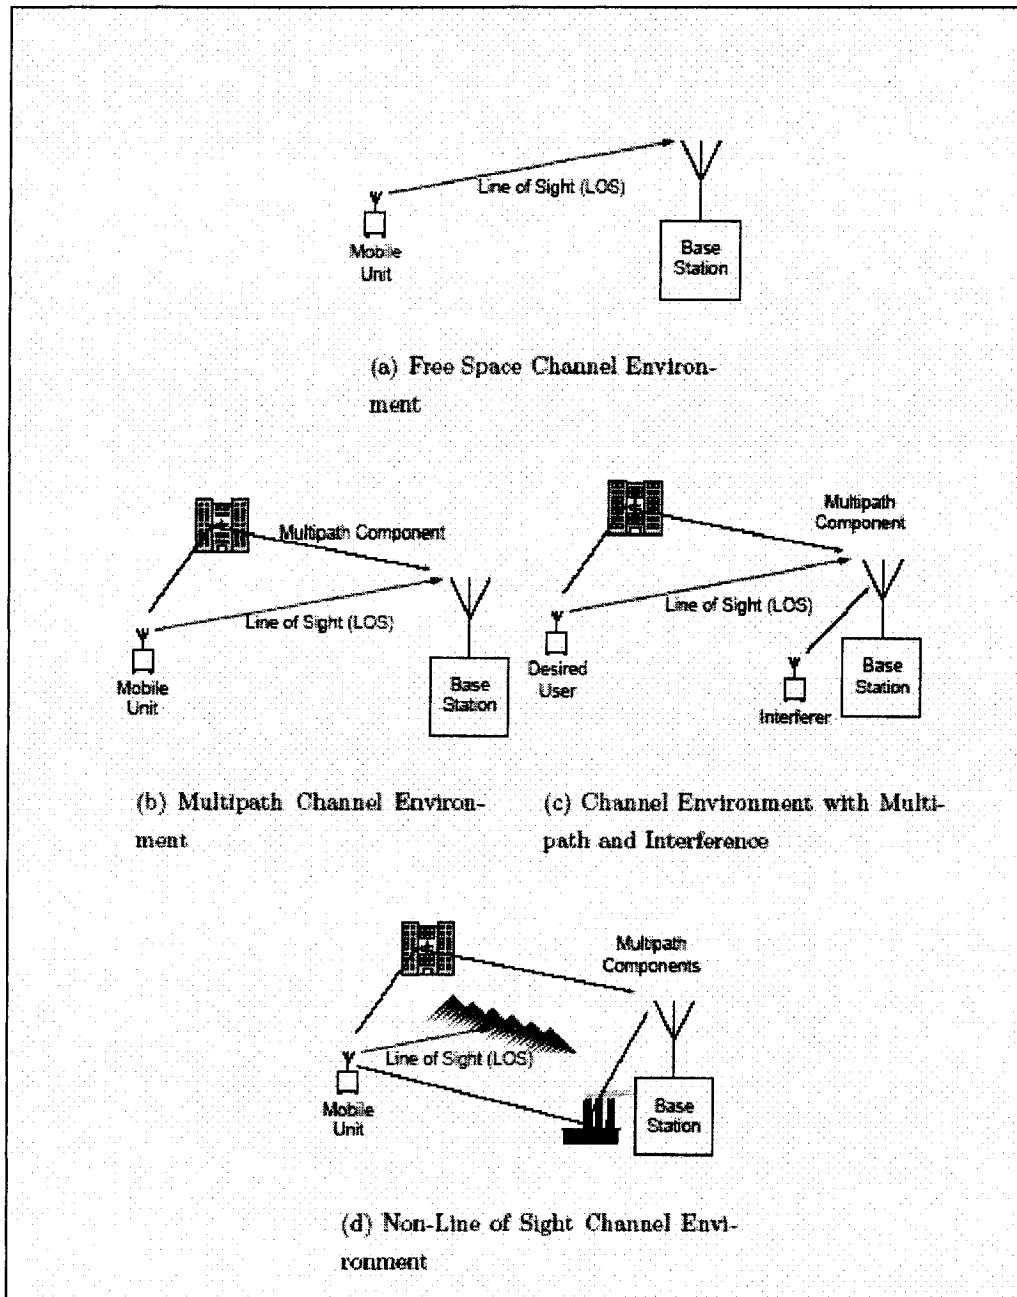 Line of Sight (LOS)
Mobile
Unit
Base
Station
(a) Free Space Channel Environ-
ment
Multipath Component
Line of Sight (LOS)
Mobile
Unit
Base
Station
(b) Multipath Channel Environ-
ment
Multipath
Component
Line of Sight (LOS)
Desired
User
Interferer
Base
Station
(c) Channel Environment with Multi-
path and Interference
Multipath
Components
Line of Sight (LOS)
Mobile
Unit
Base
Station
(d) Non-Line of Sight Channel Envi-
ronment